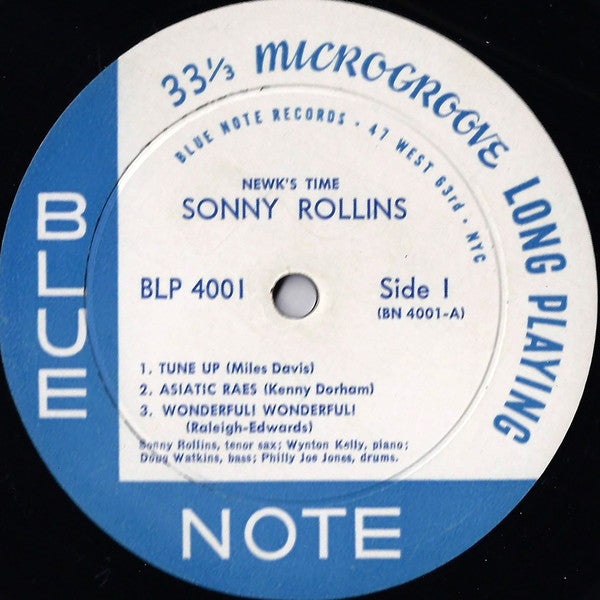 33⅓ MICROGROOVE LONG PLAYING
BLUE NOTE RECORDS • 47 WEST 63rd • NYC
NEWK'S TIME
SONNY ROLLINS
BLP 4001
Side 1
(BN 4001-A)
1. TUNE UP (Miles Davis)
2. ASIATIC RAES (Kenny Dorham)
3. WONDERFUL! WONDERFUL!
(Raleigh-Edwards)
Sonny Rollins, tenor sax; Wynton Kelly, piano;
Doug Watkins, bass; Philly Joe Jones, drums.
BLUE
NOTE